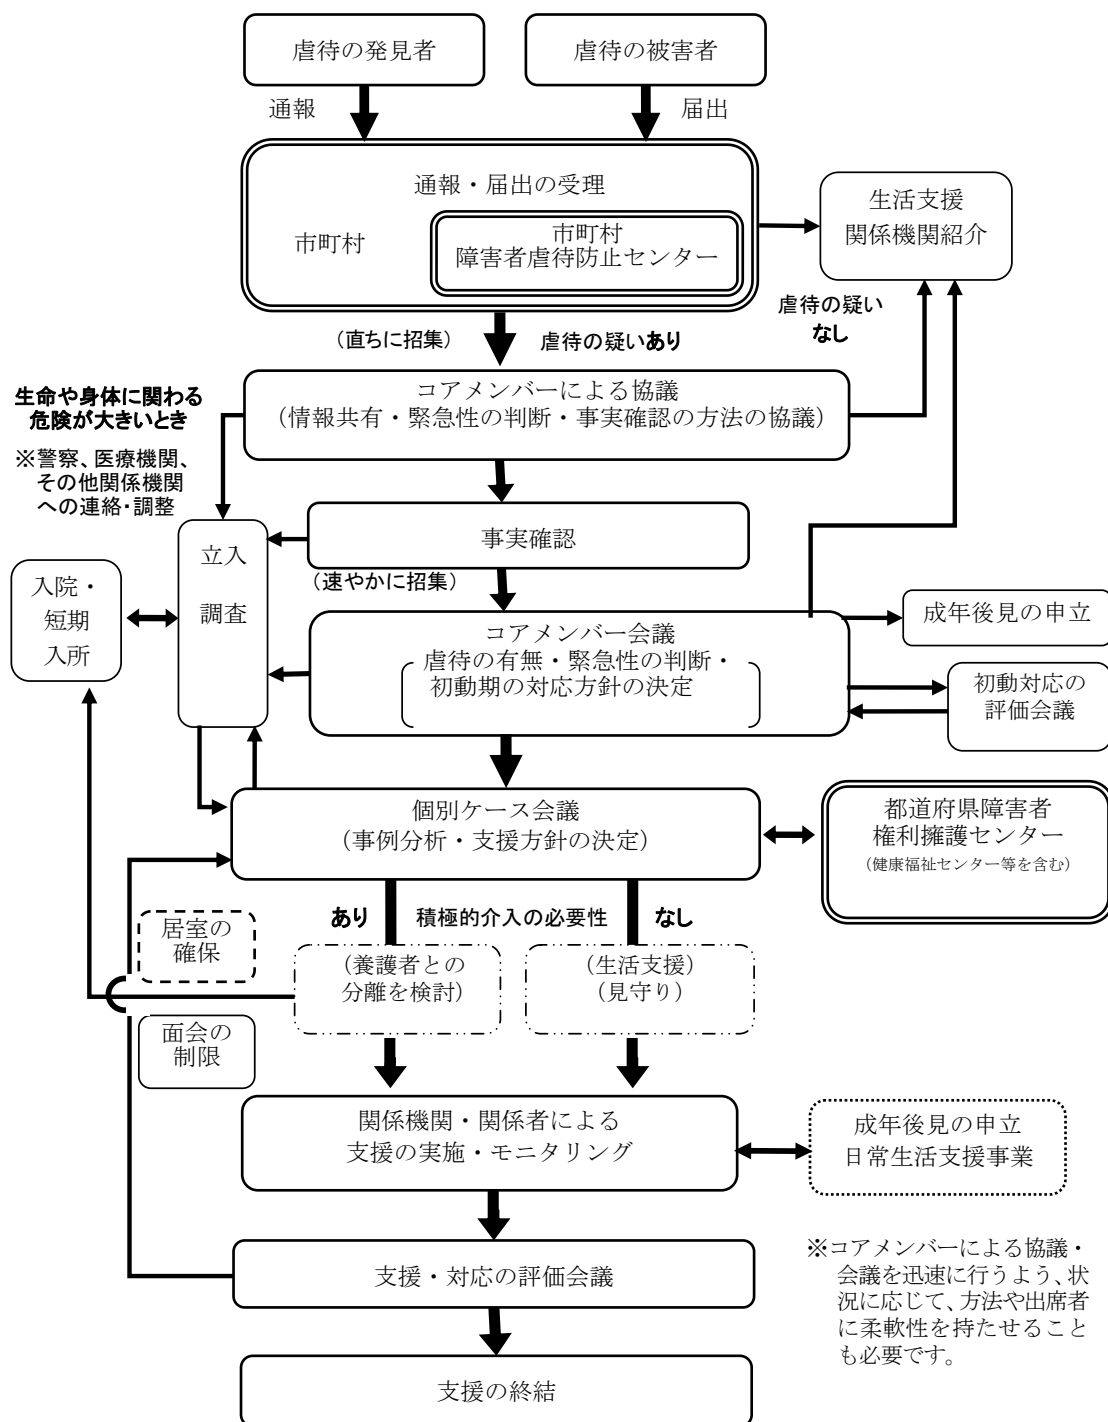 虐待の発見者
虐待の被害者
通報
届出
通報・届出の受理
市町村
市町村
障害者虐待防止センター
生活支援
関係機関紹介
(直ちに招集)
虐待の疑いあり
虐待の疑い
なし
生命や身体に関わる
危険が大きいとき
※警察、医療機関、
その他関係機関
への連絡・調整
コアメンバーによる協議
(情報共有・緊急性の判断・事実確認の方法の協議)
事実確認
(速やかに招集)
立入
調査
入院・
短期
入所
コアメンバー会議
虐待の有無・緊急性の判断・
初動期の対応方針の決定
成年後見の申立
初動対応の
評価会議
個別ケース会議
(事例分析・支援方針の決定)
都道府県障害者
権利擁護センター
(健康福祉センター等を含む)
あり
積極的介入の必要性
なし
居室の
確保
(養護者との
分離を検討)
(生活支援)
(見守り)
面会の
制限
関係機関・関係者による
支援の実施・モニタリング
成年後見の申立
日常生活支援事業
支援・対応の評価会議
※コアメンバーによる協議・
会議を迅速に行うよう、状
況に応じて、方法や出席者
に柔軟性を持たせること
も必要です。
支援の終結